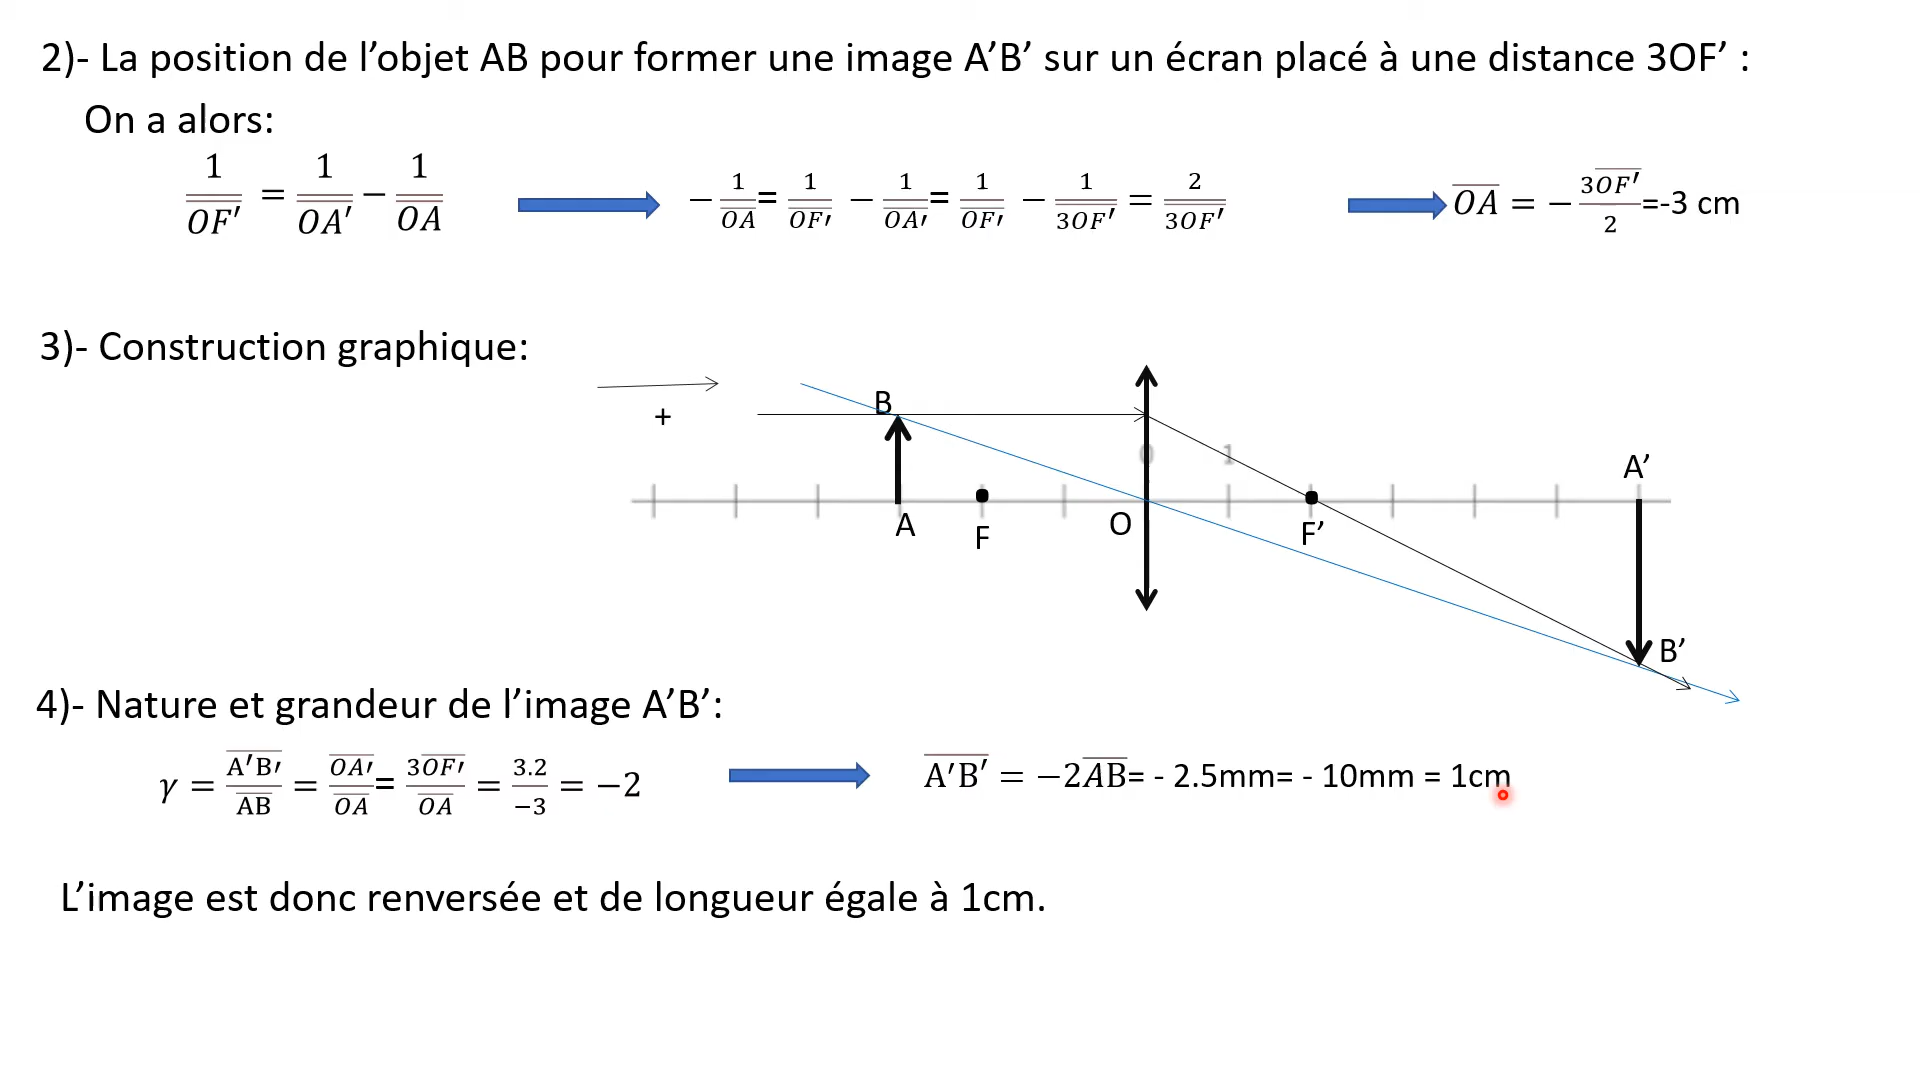 2)- La position de l’objet AB pour former une image A’B’ sur un écran placé à une distance 3OF’ :
On a alors:
1/OF′ = 1/OA′ − 1/OA
− 1/OA = 1/OF′ − 1/OA′ = 1/OF′ − 1/3OF′ = 2/3OF′
OA = − 3OF′/2 =-3 cm
3)- Construction graphique:
+
B
0 1
A’
A F O F’
B’
4)- Nature et grandeur de l’image A’B’:
γ = A′B′/AB = OA′/OA = 3OF′/OA = 3.2/−3 = −2
A′B′ = −2AB= - 2.5mm= - 10mm = 1cm
L’image est donc renversée et de longueur égale à 1cm.